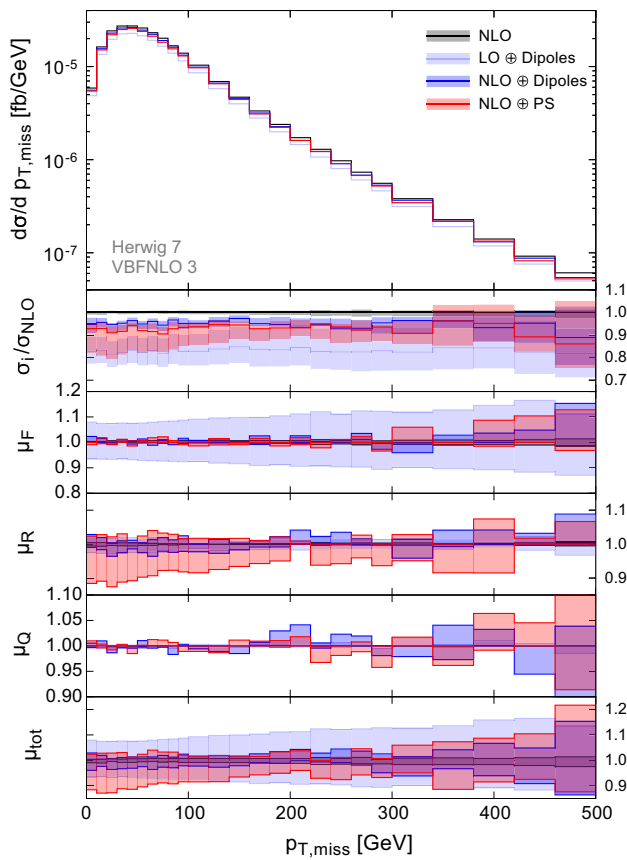 dσ/d p_T,miss [fb/GeV]
10⁻⁵
10⁻⁶
10⁻⁷
NLO
LO ⊕ Dipoles
NLO ⊕ Dipoles
NLO ⊕ PS
Herwig 7
VBFNLO 3
σ_i/σ_NLO
1.1
1.0
0.9
0.8
0.7
μ_F
1.2
1.1
1.0
0.9
0.8
μ_R
1.1
1.0
0.9
μ_Q
1.10
1.05
1.00
0.95
0.90
μ_tot
1.2
1.1
1.0
0.9
0 100 200 300 400 500
p_T,miss [GeV]